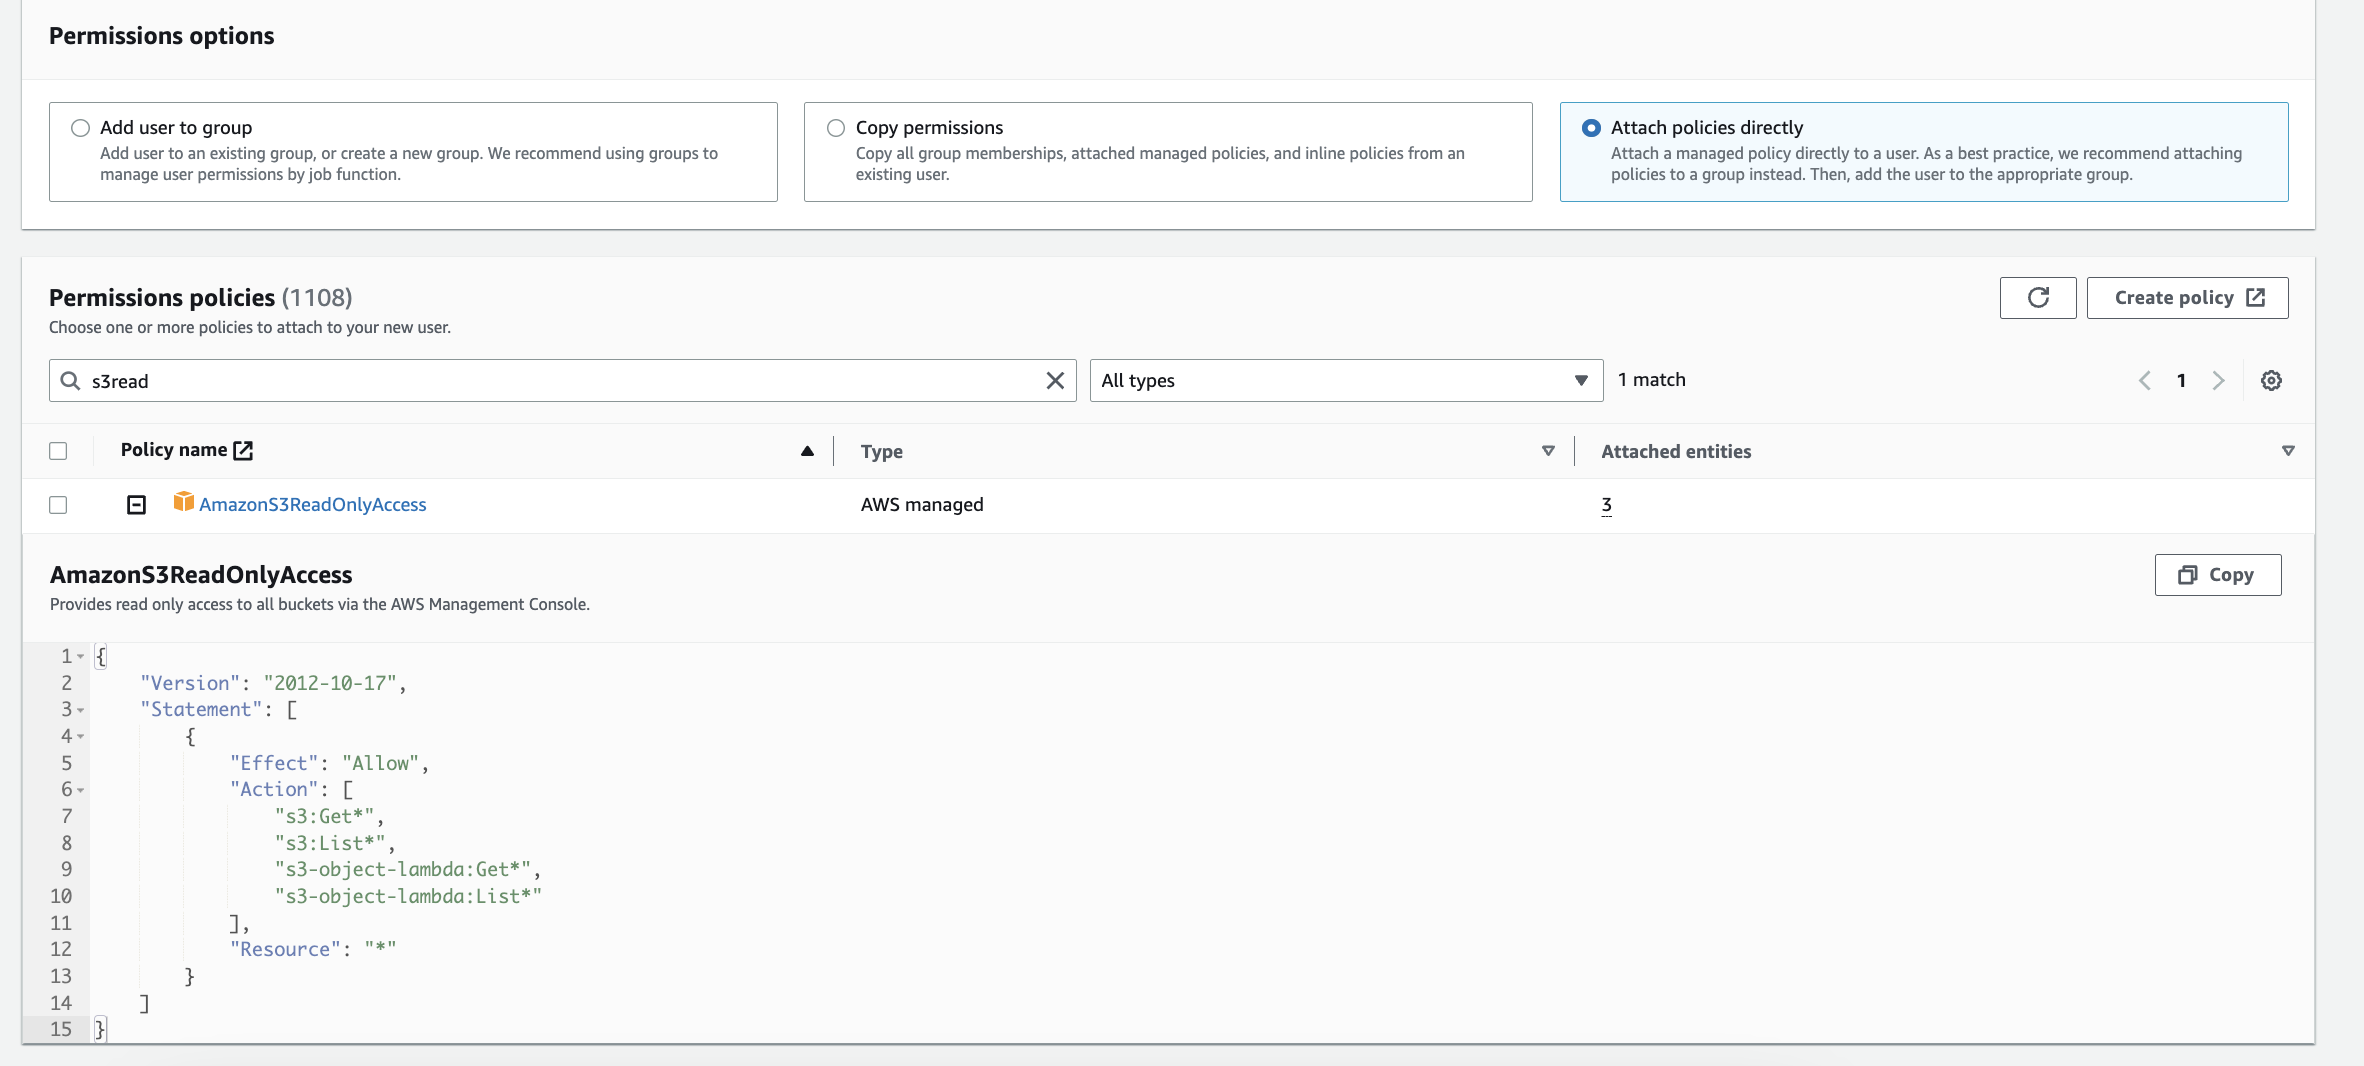 Permissions options
Add user to group
Add user to an existing group, or create a new group. We recommend using groups to
manage user permissions by job function.
Copy permissions
Copy all group memberships, attached managed policies, and inline policies from an
existing user.
Attach policies directly
Attach a managed policy directly to a user. As a best practice, we recommend attaching
policies to a group instead. Then, add the user to the appropriate group.
Permissions policies (1108)
Choose one or more policies to attach to your new user.
Create policy
s3read
All types
1 match
1
Policy name
Type
Attached entities
AmazonS3ReadOnlyAccess
AWS managed
3
AmazonS3ReadOnlyAccess
Provides read only access to all buckets via the AWS Management Console.
Copy
1 {
2     "Version": "2012-10-17",
3     "Statement": [
4         {
5             "Effect": "Allow",
6             "Action": [
7                 "s3:Get*",
8                 "s3:List*",
9                 "s3-object-lambda:Get*",
10                 "s3-object-lambda:List*"
11             ],
12             "Resource": "*"
13         }
14     ]
15 }